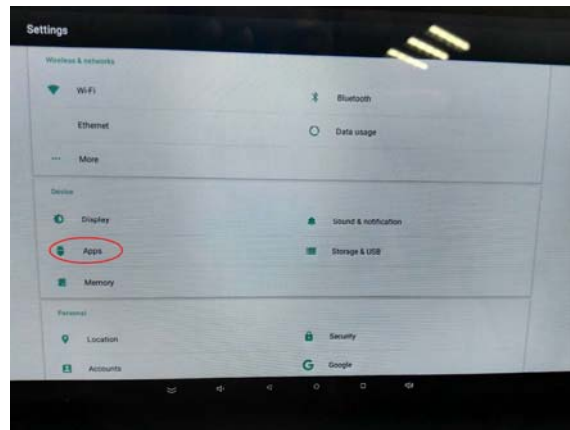 Settings
Wireless & networks
Wi-Fi
Bluetooth
Ethernet
Data usage
More
Device
Display
Sound & notification
Apps
Storage & USB
Memory
Personal
Location
Security
Accounts
Google